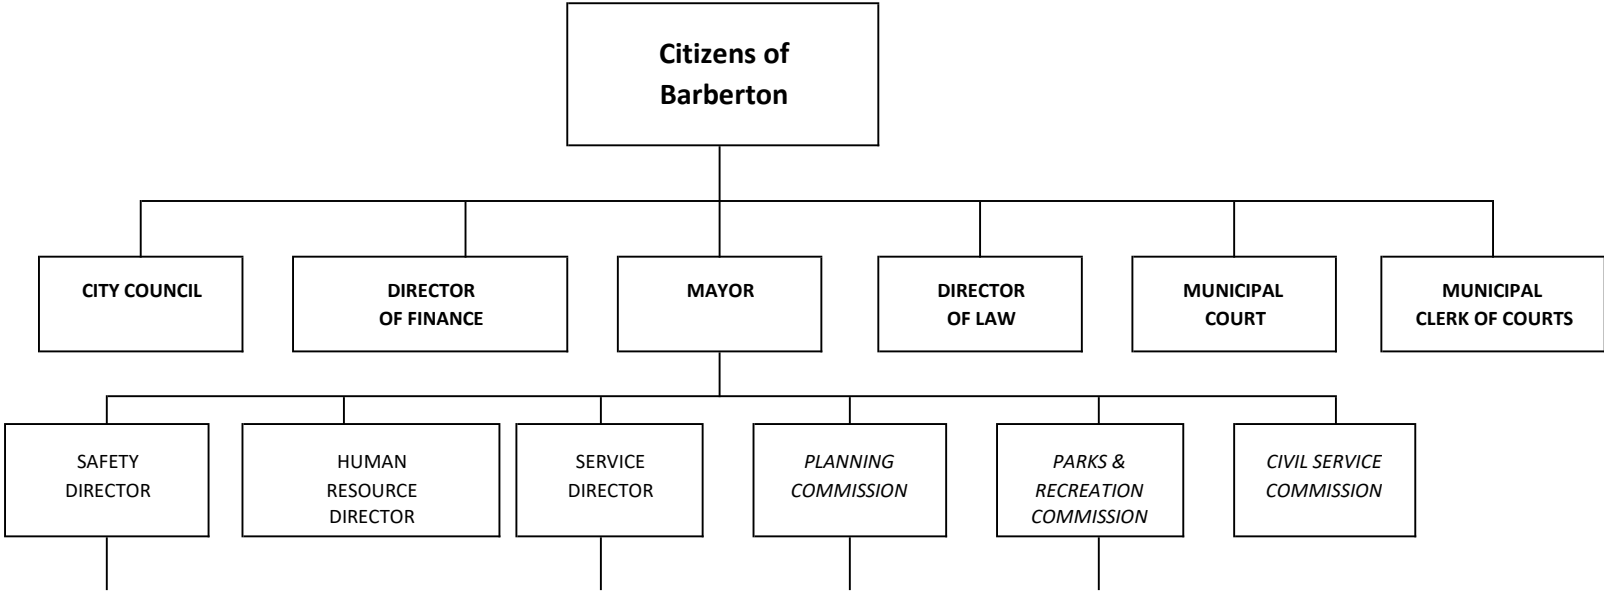 Citizens of
Barberton
CITY COUNCIL
DIRECTOR
OF FINANCE
MAYOR
DIRECTOR
OF LAW
MUNICIPAL
COURT
MUNICIPAL
CLERK OF COURTS
SAFETY
DIRECTOR
HUMAN
RESOURCE
DIRECTOR
SERVICE
DIRECTOR
PLANNING
COMMISSION
PARKS &
RECREATION
COMMISSION
CIVIL SERVICE
COMMISSION